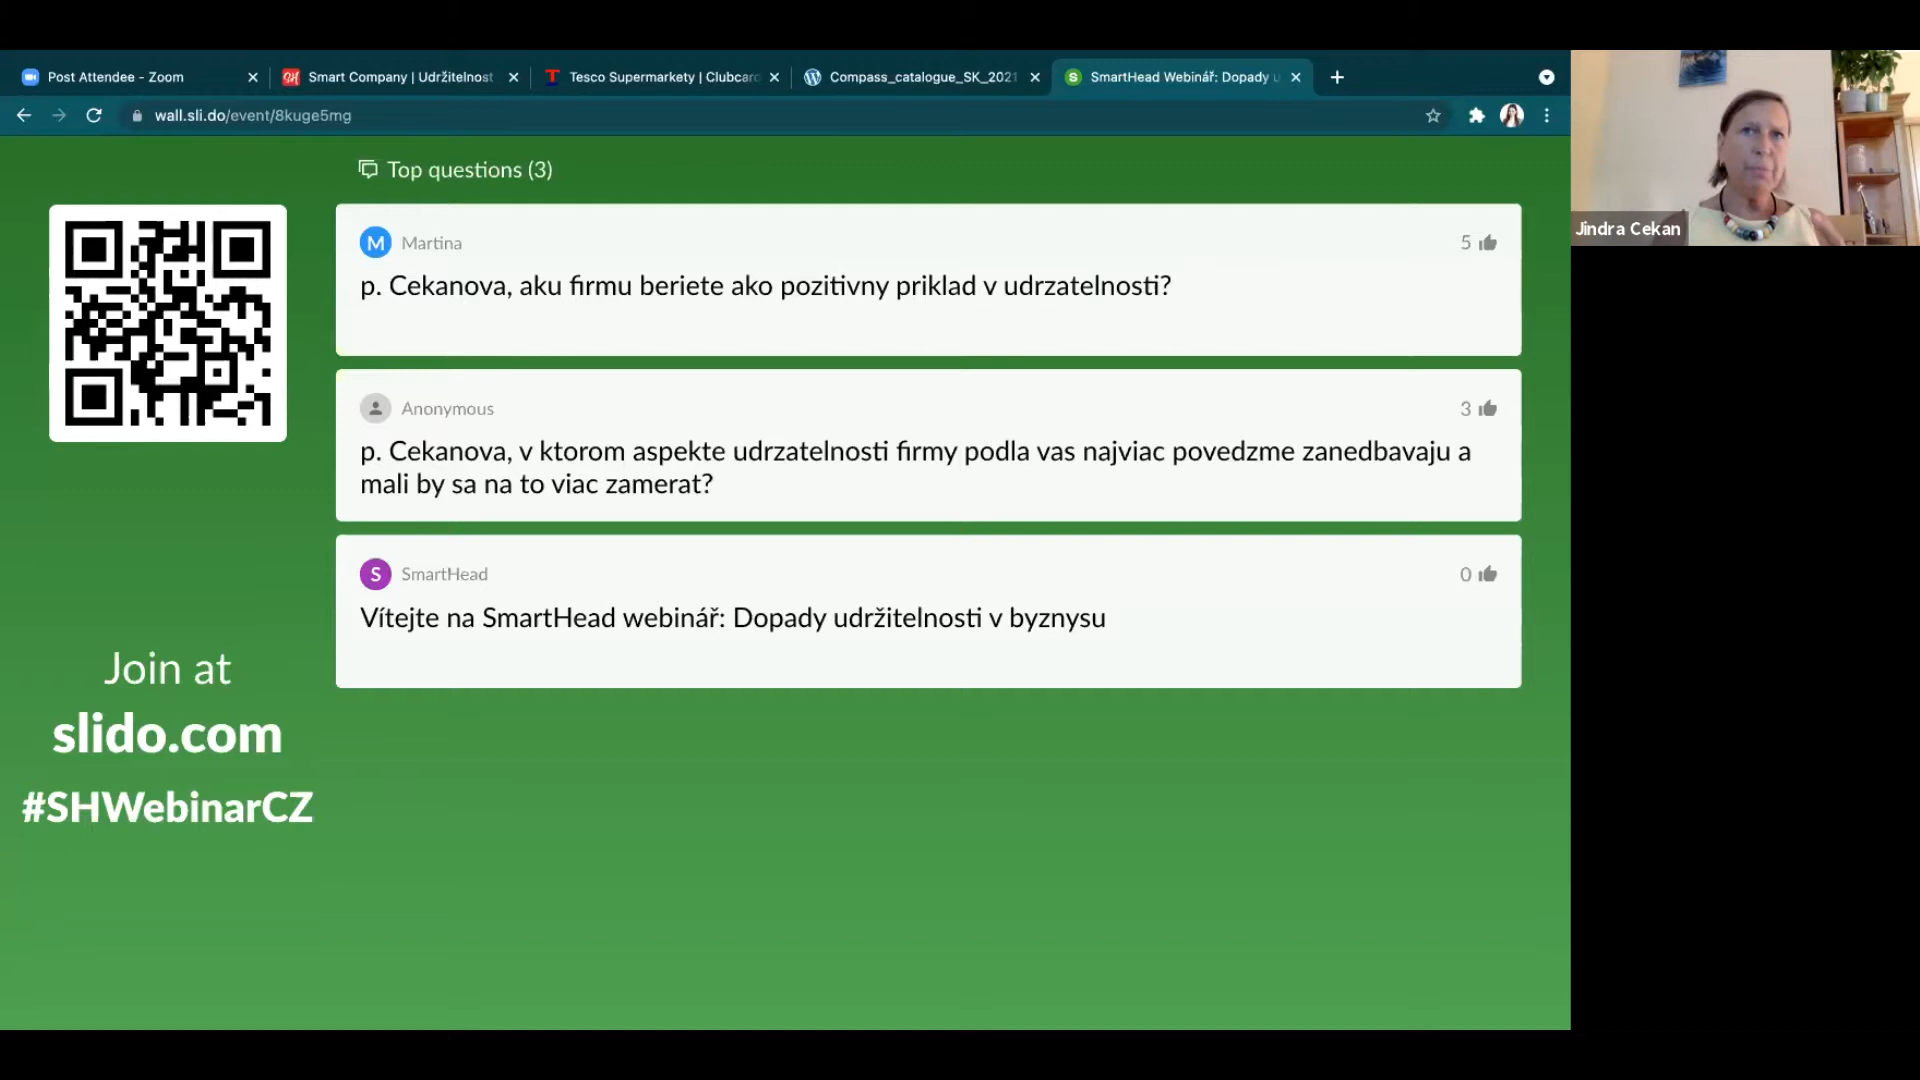 Post Attendee - Zoom
Smart Company | Udržitelnost
Tesco Supermarkety | Clubcard
Compass_catalogue_SK_2021
SmartHead Webinář: Dopady u
wall.sli.do/event/8kuge5mg
Top questions (3)
M Martina
5
p. Cekanova, aku firmu beriete ako pozitivny priklad v udrzatelnosti?
Anonymous
3
p. Cekanova, v ktorom aspekte udrzatelnosti firmy podla vas najviac povedzme zanedbavaju a
mali by sa na to viac zamerat?
S SmartHead
0
Vítejte na SmartHead webinář: Dopady udržitelnosti v byznysu
Join at
slido.com
#SHWebinarCZ
Jindra Cekan